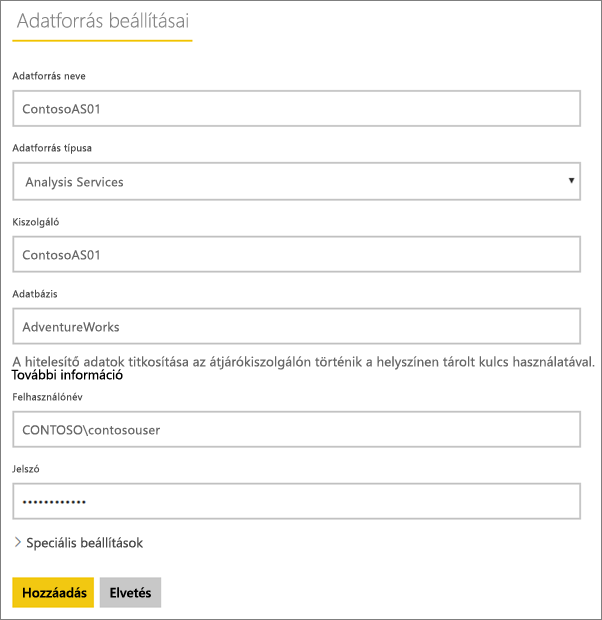 Adatforrás beállításai
Adatforrás neve
ContosoAS01
Adatforrás típusa
Analysis Services
Kiszolgáló
ContosoAS01
Adatbázis
AdventureWorks
A hitelesítő adatok titkosítása az átjárókiszolgálón történik a helyszínen tárolt kulcs használatával.
További információ
Felhasználónév
CONTOSO\contosouser
Jelszó
••••••••••••
Speciális beállítások
Hozzáadás Elvetés